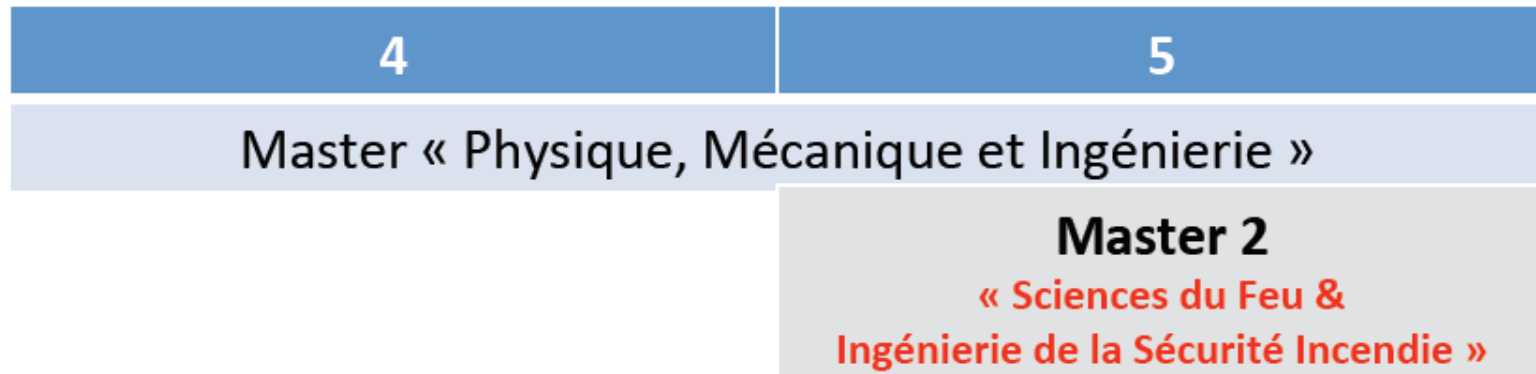 4
5
Master « Physique, Mécanique et Ingénierie »
Master 2
« Sciences du Feu &
Ingénierie de la Sécurité Incendie »